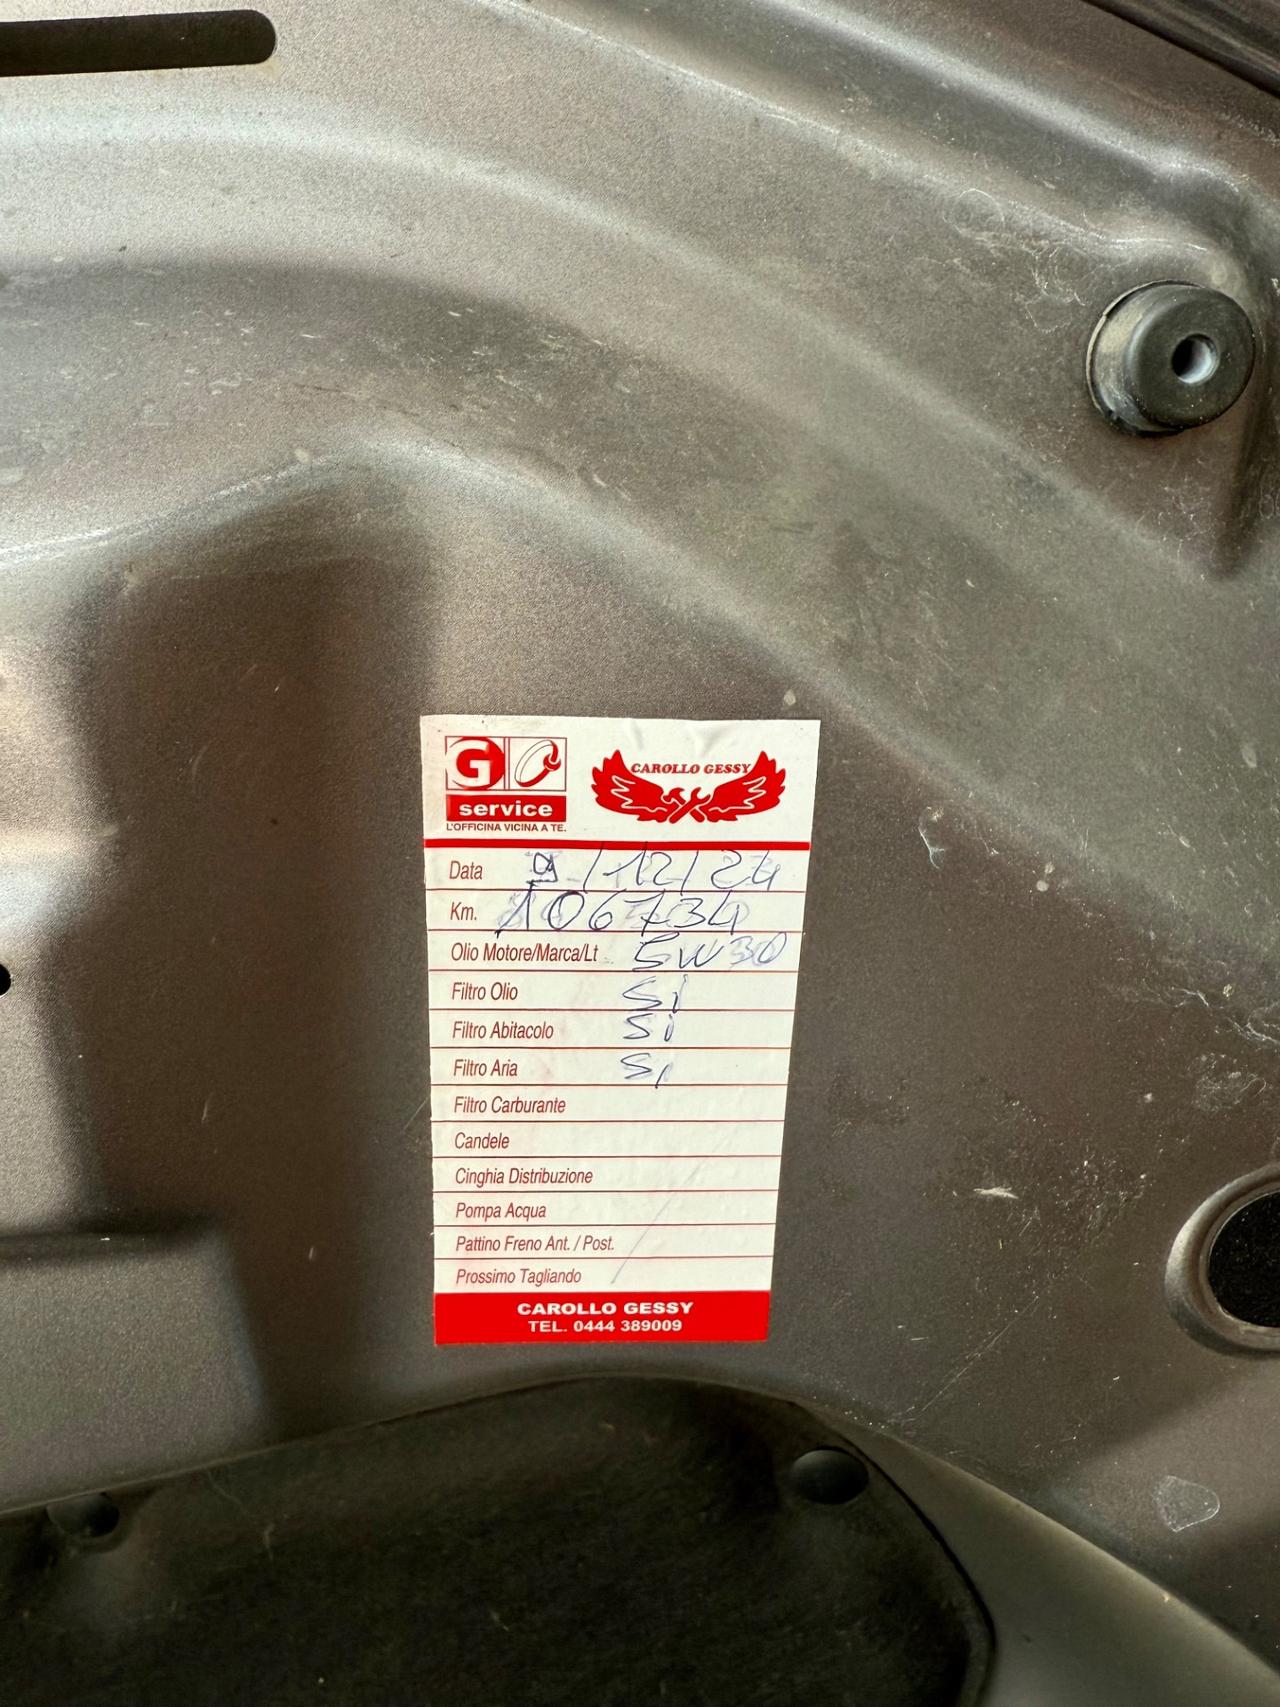 G
service
L'OFFICINA VICINA A TE.
CAROLLO GESSY
Data /12/24
Km. 106734
Olio Motore/Marca/Lt 5W30
Filtro Olio Si
Filtro Abitacolo Si
Filtro Aria Si
Filtro Carburante
Candele
Cinghia Distribuzione
Pompa Acqua
Pattino Freno Ant. / Post.
Prossimo Tagliando
CAROLLO GESSY
TEL. 0444 389009